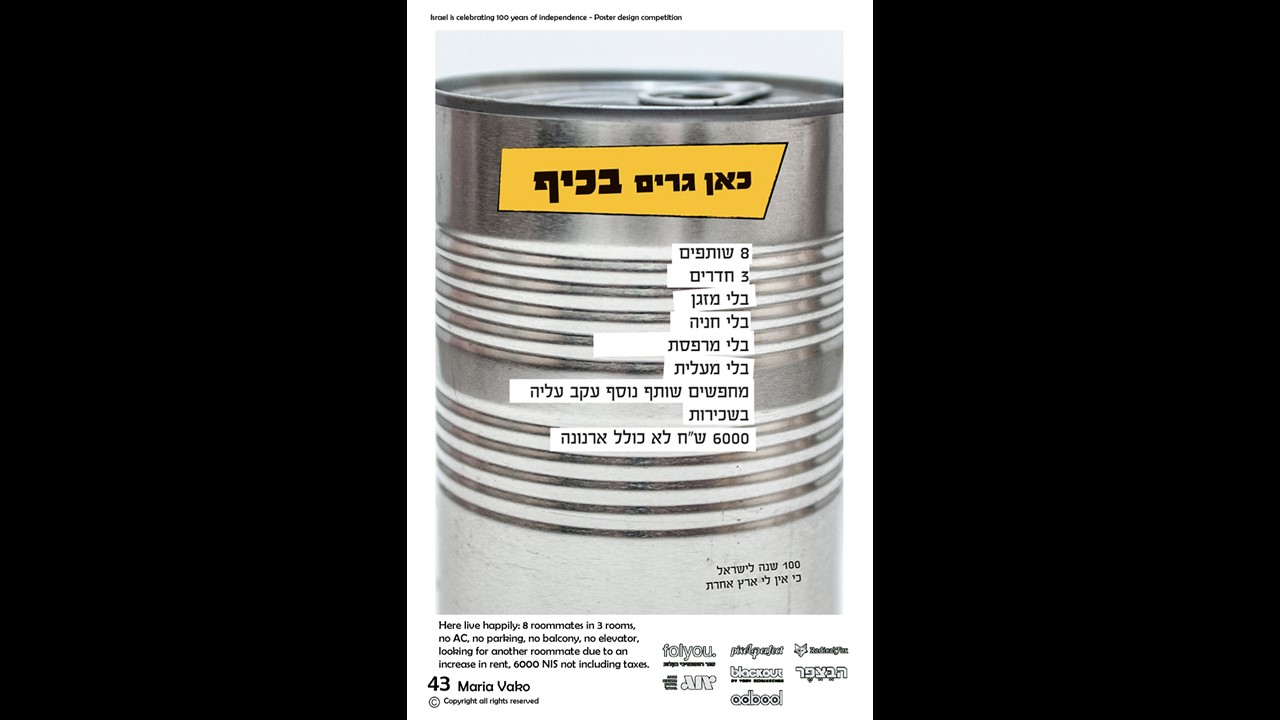 Israel is celebrating 100 years of independence - Poster design competition
כאן גרים בכיף
8 שותפים
3 חדרים
בלי מזגן
בלי חניה
בלי מרפסת
בלי מעלית
מחפשים שותף נוסף עקב עליה
בשכירות
6000 ש"ח לא כולל ארנונה
100 שנה לישראל
כי אין לי ארץ אחרת
Here live happily: 8 roommates in 3 rooms,
no AC, no parking, no balcony, no elevator,
looking for another roommate due to an
increase in rent, 6000 NIS not including taxes.
43 Maria Vako
© Copyright all rights reserved
folyou.
pixel perfect
RadicalFox
blackout
הבצפר
adbool